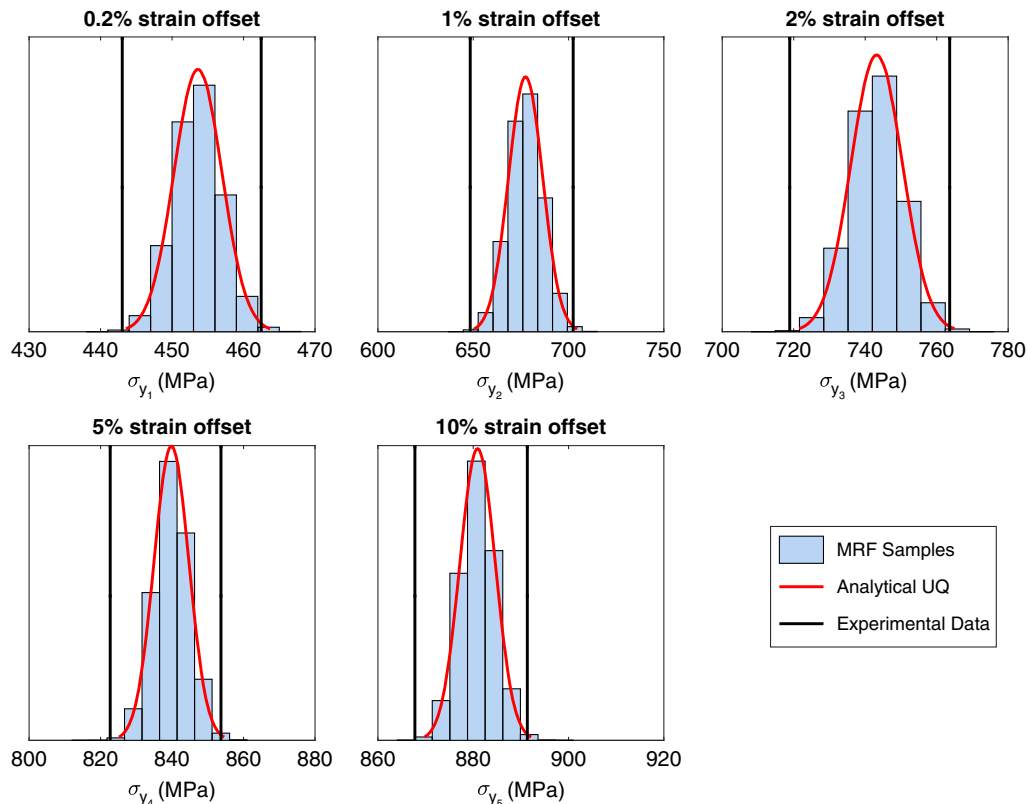 0.2% strain offset
1% strain offset
2% strain offset
430 440 450 460 470
600 650 700 750
700 720 740 760 780
σy1 (MPa)
σy2 (MPa)
σy3 (MPa)
5% strain offset
10% strain offset
800 820 840 860 880
860 880 900 920
σy4 (MPa)
σy5 (MPa)
MRF Samples
Analytical UQ
Experimental Data